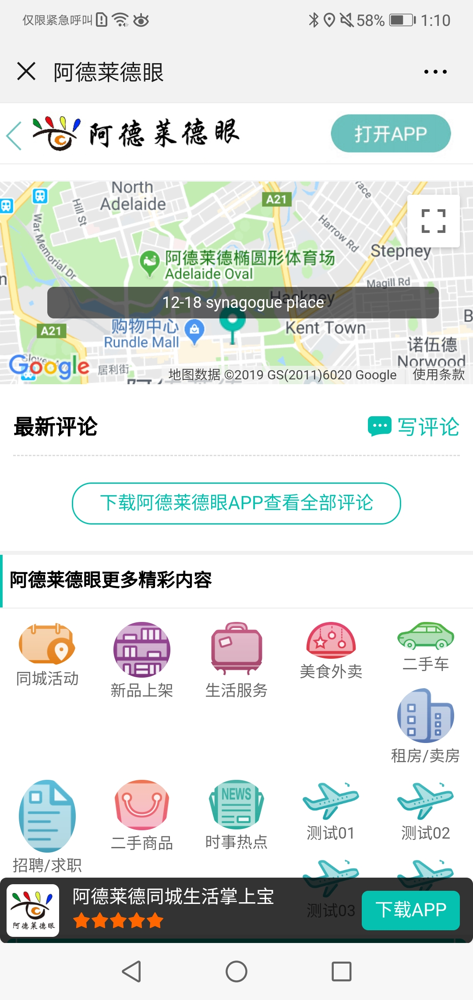 仅限紧急呼叫 58% 1:10
阿德莱德眼
阿德莱德眼 打开APP
North
Adelaide
A21
Hill St
War Memorial Dr
Harrow Rd
Stepney
阿德莱德椭圆形体育场
Adelaide Oval
Magill Rd
Hackney
12-18 synagogue place
A21
购物中心
Rundle Mall
Kent Town
诺伍德
Norwood
Google
居利街
地图数据 ©2019 GS(2011)6020 Google 使用条款
最新评论 写评论
下载阿德莱德眼APP查看全部评论
阿德莱德眼更多精彩内容
同城活动 新品上架 生活服务 美食外卖 二手车
租房/卖房
NEWS
招聘/求职 二手商品 时事热点 测试01 测试02
测试03
阿德莱德同城生活掌上宝
阿德莱德眼
下载APP